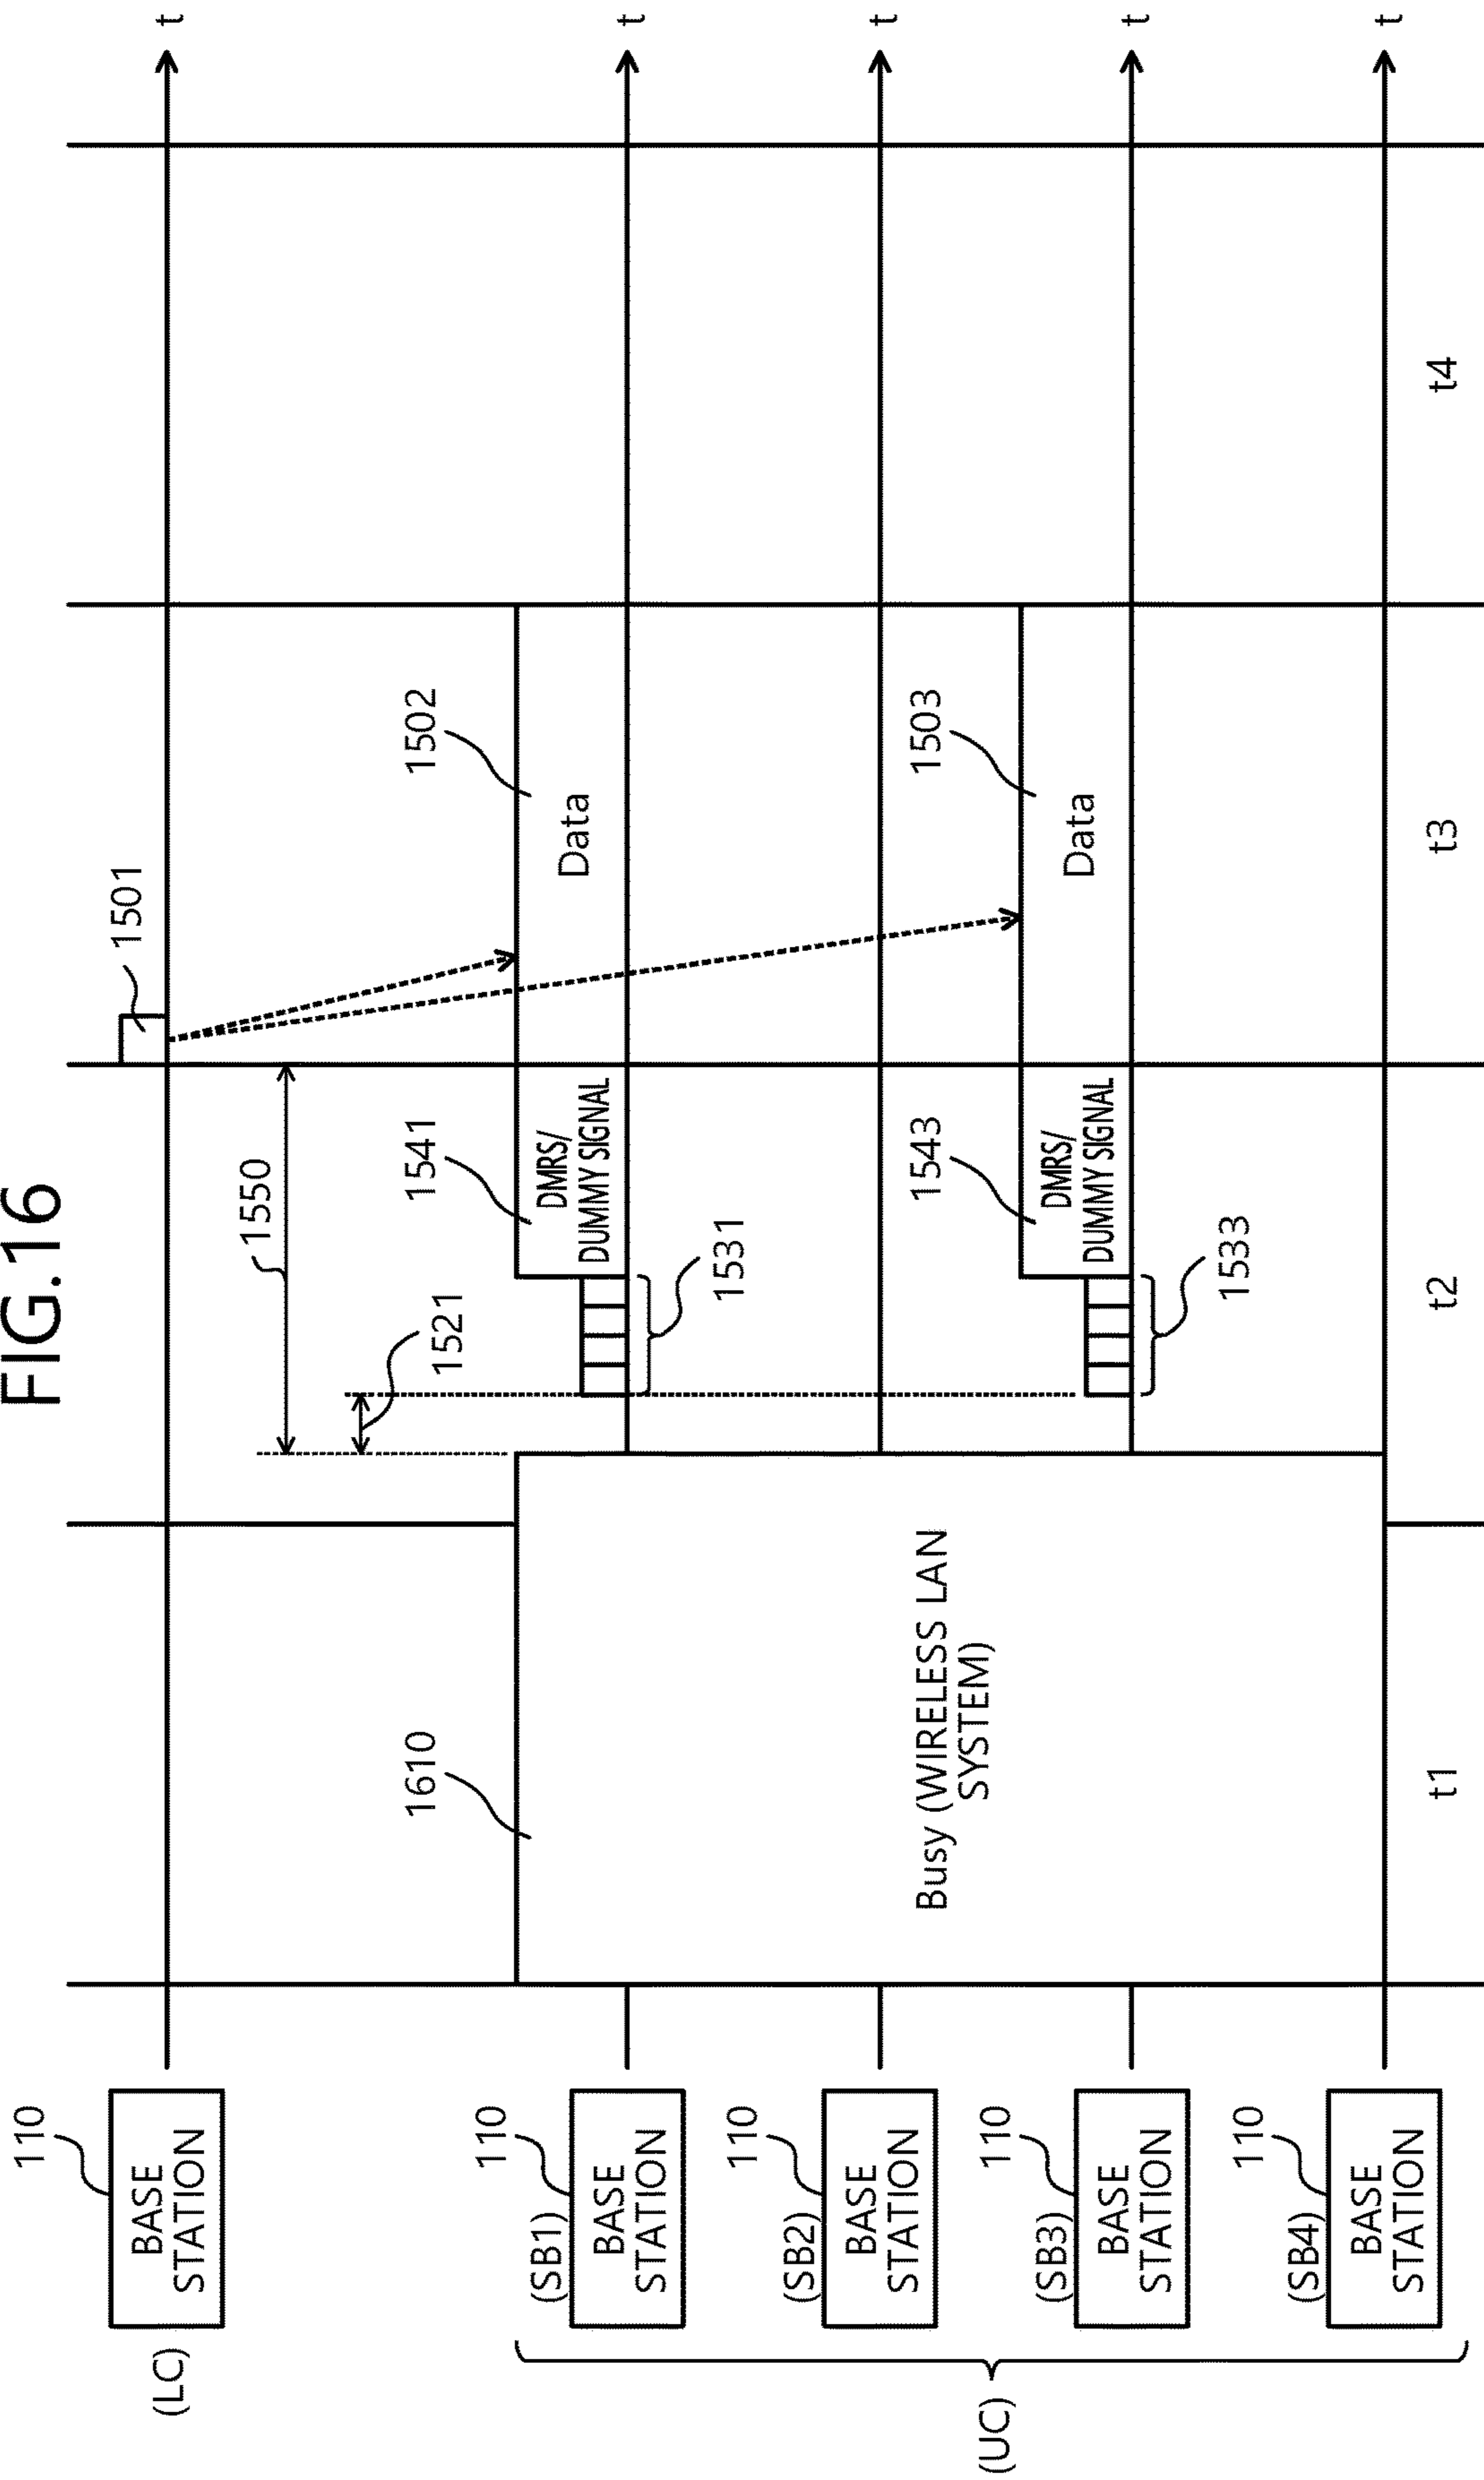 FIG.16
110
BASE
STATION
(LC)
t
1501
1550
1521
(UC)
110
(SB1)
BASE
STATION
1610
Busy (WIRELESS LAN
SYSTEM)
1531
1541
DMRS/
DUMMY SIGNAL
1502
Data
t
110
(SB2)
BASE
STATION
t
110
(SB3)
BASE
STATION
1533
1543
DMRS/
DUMMY SIGNAL
1503
Data
t
110
(SB4)
BASE
STATION
t
t1
t2
t3
t4